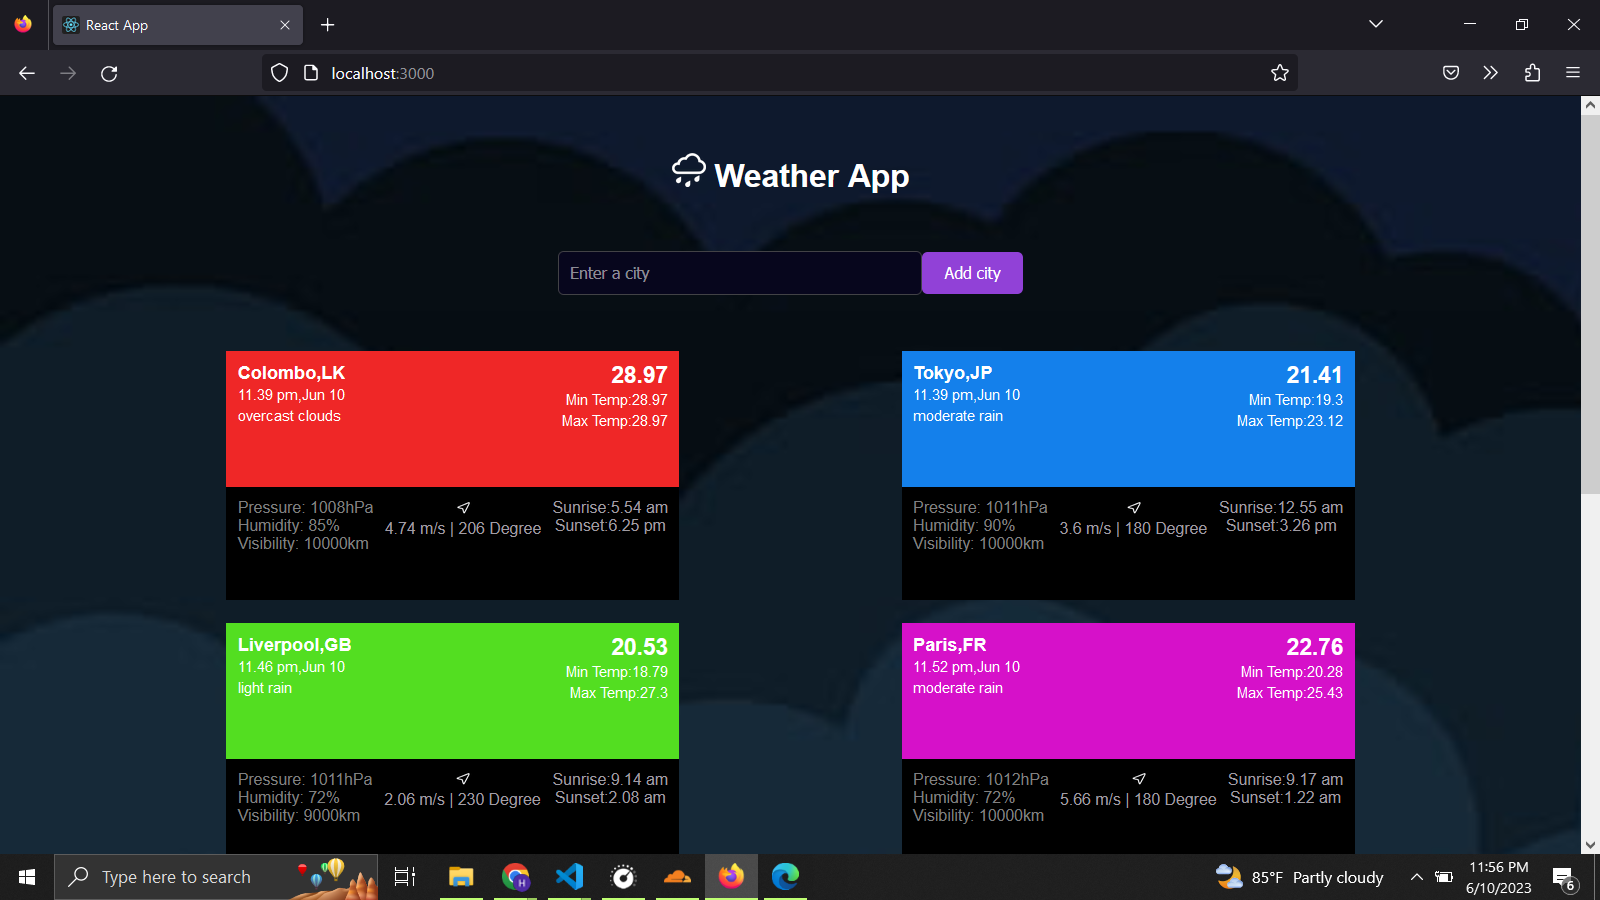 React App
localhost:3000
Weather App
Enter a city
Add city
Colombo,LK
11.39 pm,Jun 10
overcast clouds
28.97
Min Temp:28.97
Max Temp:28.97
Pressure: 1008hPa
Humidity: 85%
Visibility: 10000km
4.74 m/s | 206 Degree
Sunrise:5.54 am
Sunset:6.25 pm
Tokyo,JP
11.39 pm,Jun 10
moderate rain
21.41
Min Temp:19.3
Max Temp:23.12
Pressure: 1011hPa
Humidity: 90%
Visibility: 10000km
3.6 m/s | 180 Degree
Sunrise:12.55 am
Sunset:3.26 pm
Liverpool,GB
11.46 pm,Jun 10
light rain
20.53
Min Temp:18.79
Max Temp:27.3
Pressure: 1011hPa
Humidity: 72%
Visibility: 9000km
2.06 m/s | 230 Degree
Sunrise:9.14 am
Sunset:2.08 am
Paris,FR
11.52 pm,Jun 10
moderate rain
22.76
Min Temp:20.28
Max Temp:25.43
Pressure: 1012hPa
Humidity: 72%
Visibility: 10000km
5.66 m/s | 180 Degree
Sunrise:9.17 am
Sunset:1.22 am
Type here to search
H
85°F Partly cloudy
11:56 PM
6/10/2023
6